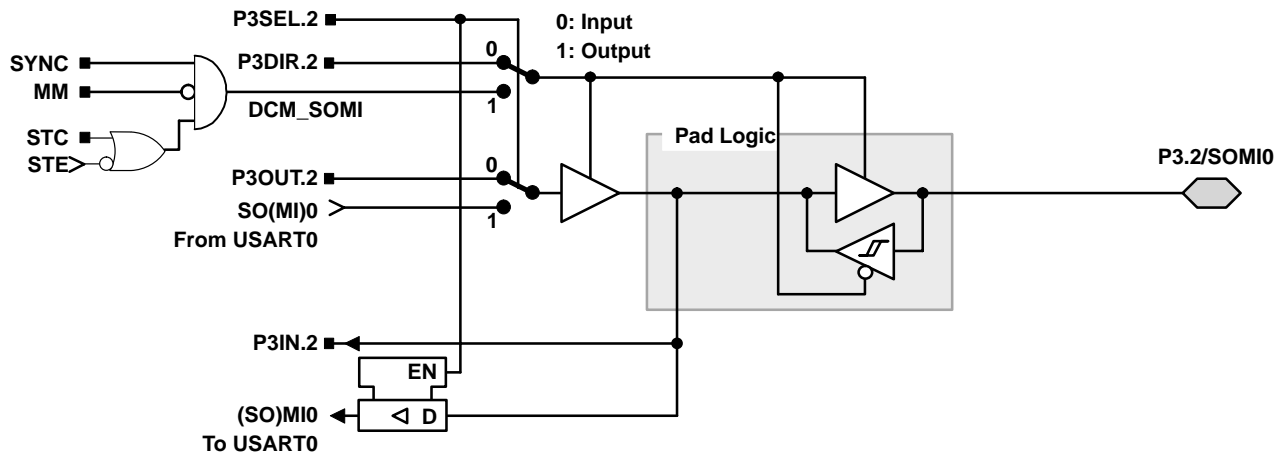 P3SEL.2
0: Input
1: Output
SYNC
P3DIR.2
0
MM
DCM_SOMI
1
STC
STE
Pad Logic
P3.2/SOMI0
P3OUT.2
0
SO(MI)0
1
From USART0
P3IN.2
EN
(SO)MI0
D
To USART0